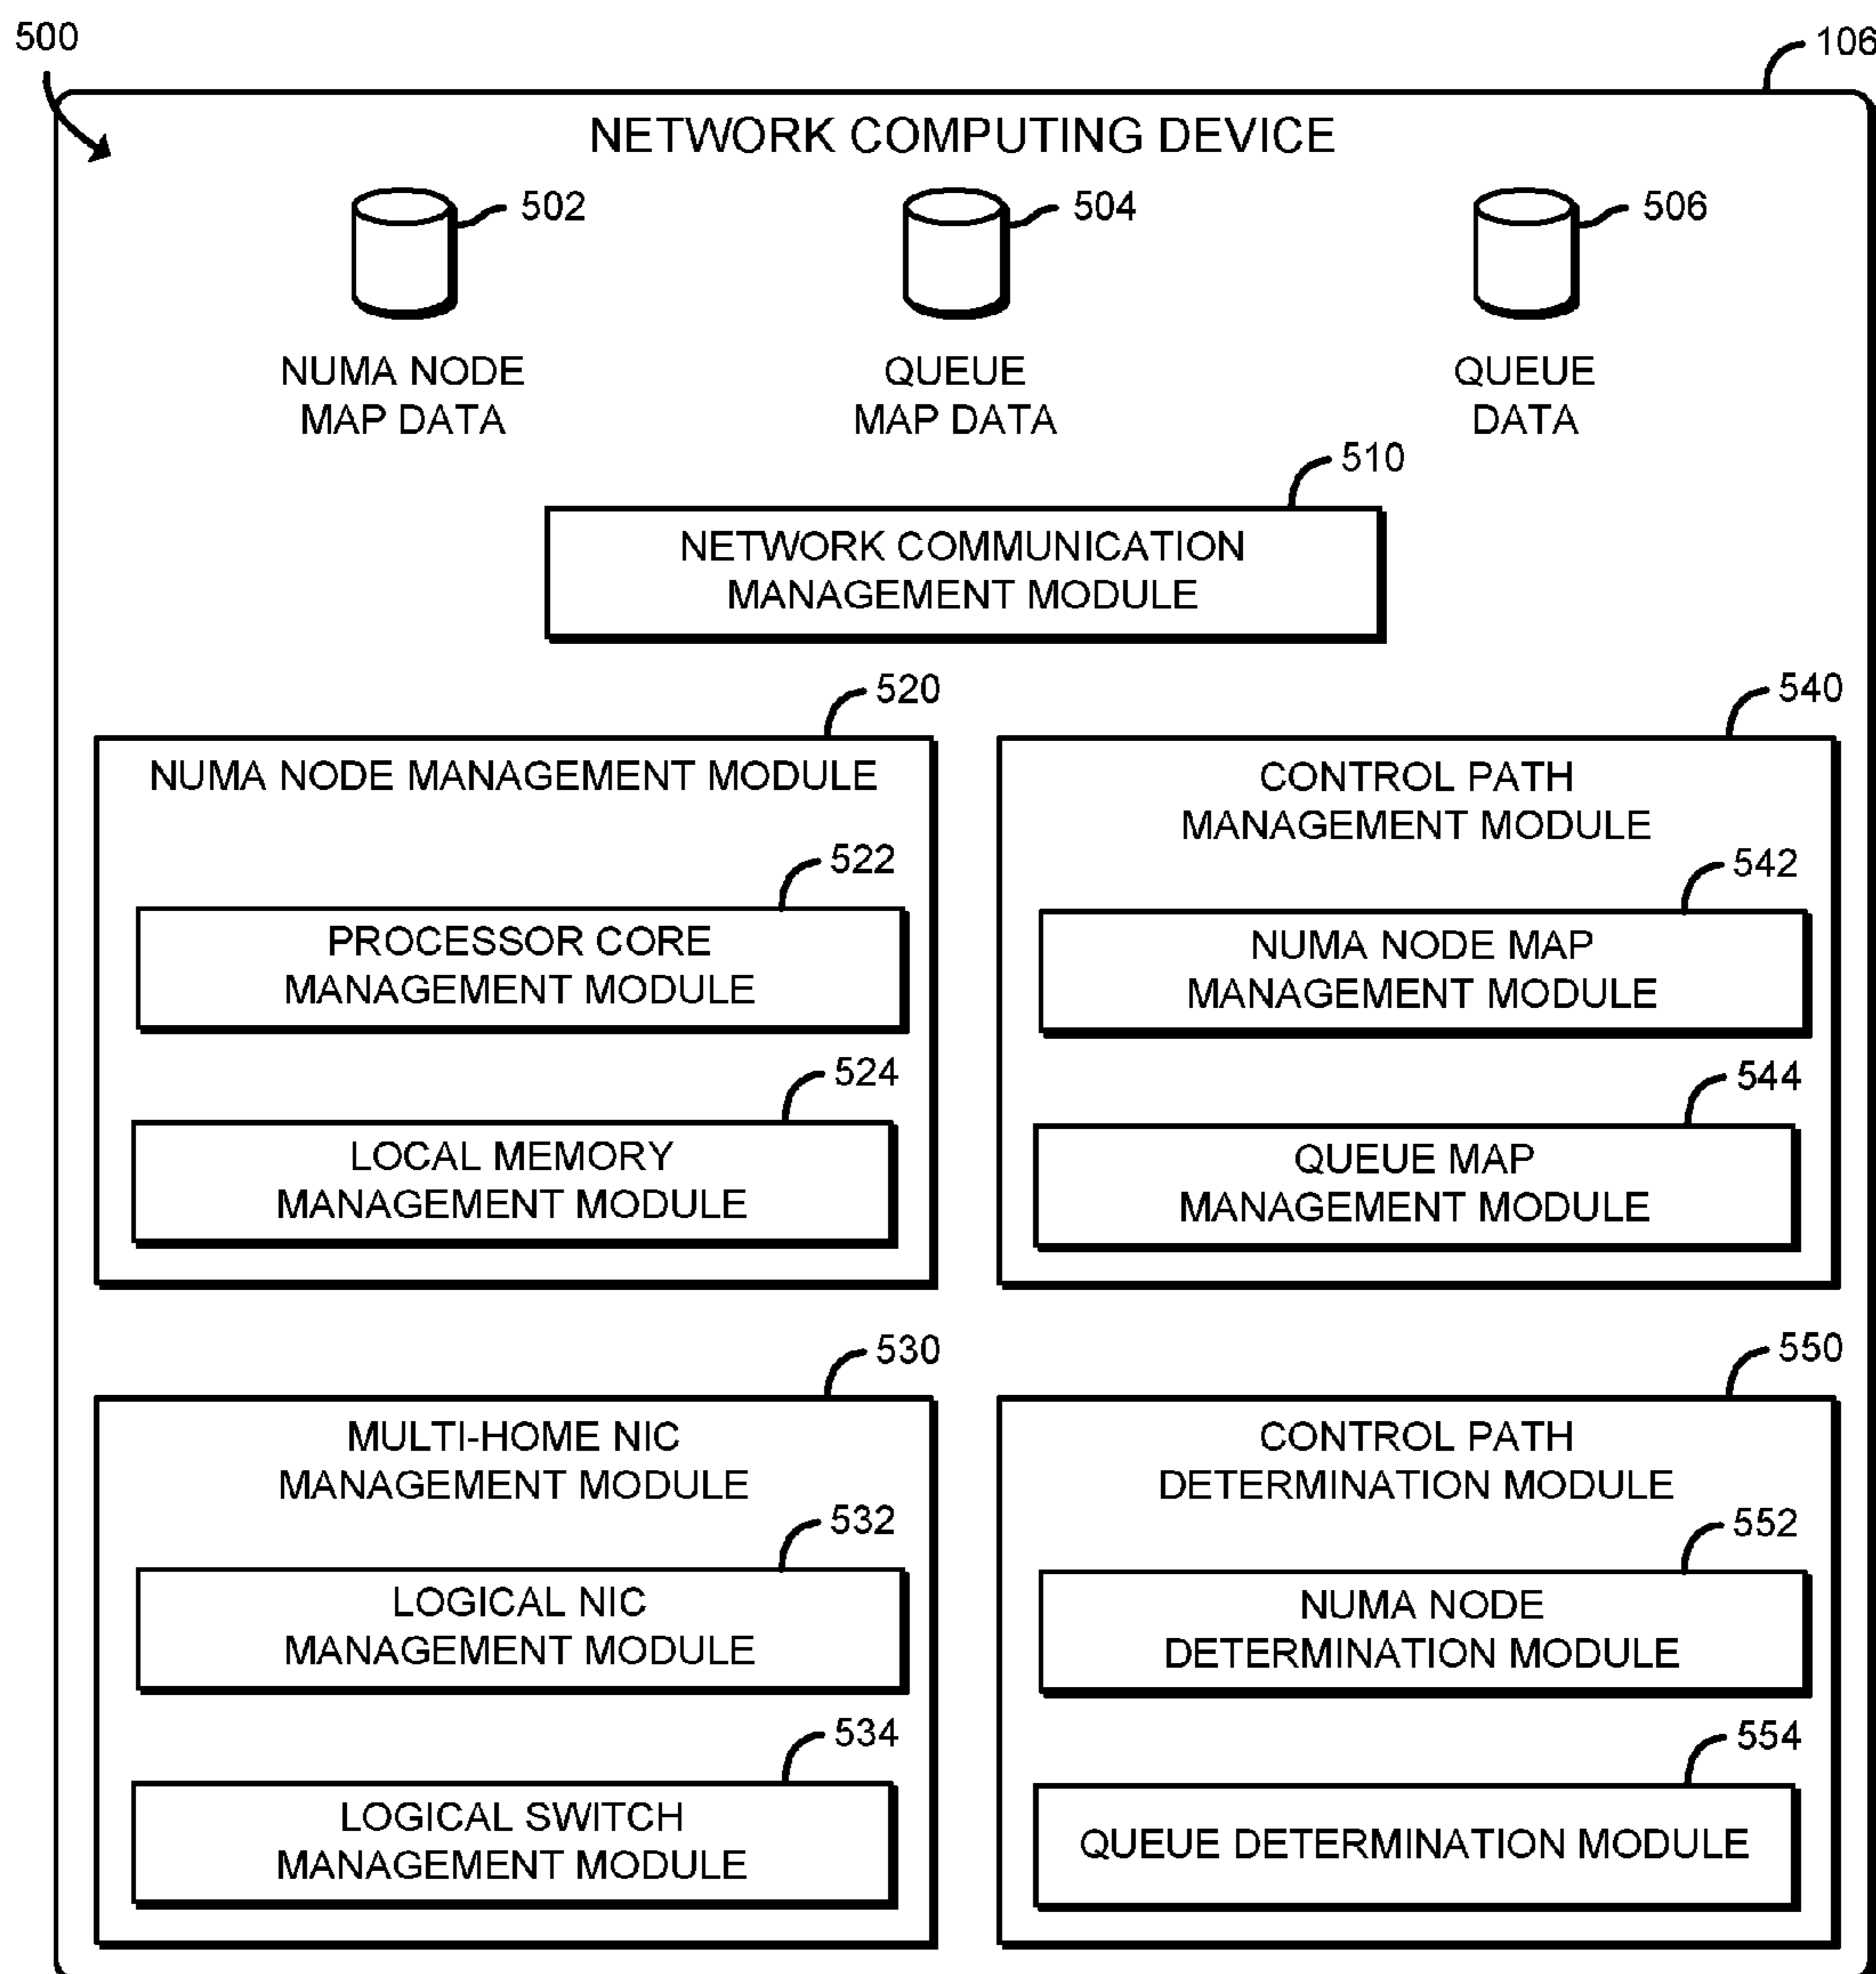 500
106
NETWORK COMPUTING DEVICE
502
504
506
NUMA NODE
MAP DATA
QUEUE
MAP DATA
QUEUE
DATA
510
NETWORK COMMUNICATION
MANAGEMENT MODULE
520
NUMA NODE MANAGEMENT MODULE
522
PROCESSOR CORE
MANAGEMENT MODULE
524
LOCAL MEMORY
MANAGEMENT MODULE
540
CONTROL PATH
MANAGEMENT MODULE
542
NUMA NODE MAP
MANAGEMENT MODULE
544
QUEUE MAP
MANAGEMENT MODULE
530
MULTI-HOME NIC
MANAGEMENT MODULE
532
LOGICAL NIC
MANAGEMENT MODULE
534
LOGICAL SWITCH
MANAGEMENT MODULE
550
CONTROL PATH
DETERMINATION MODULE
552
NUMA NODE
DETERMINATION MODULE
554
QUEUE DETERMINATION MODULE